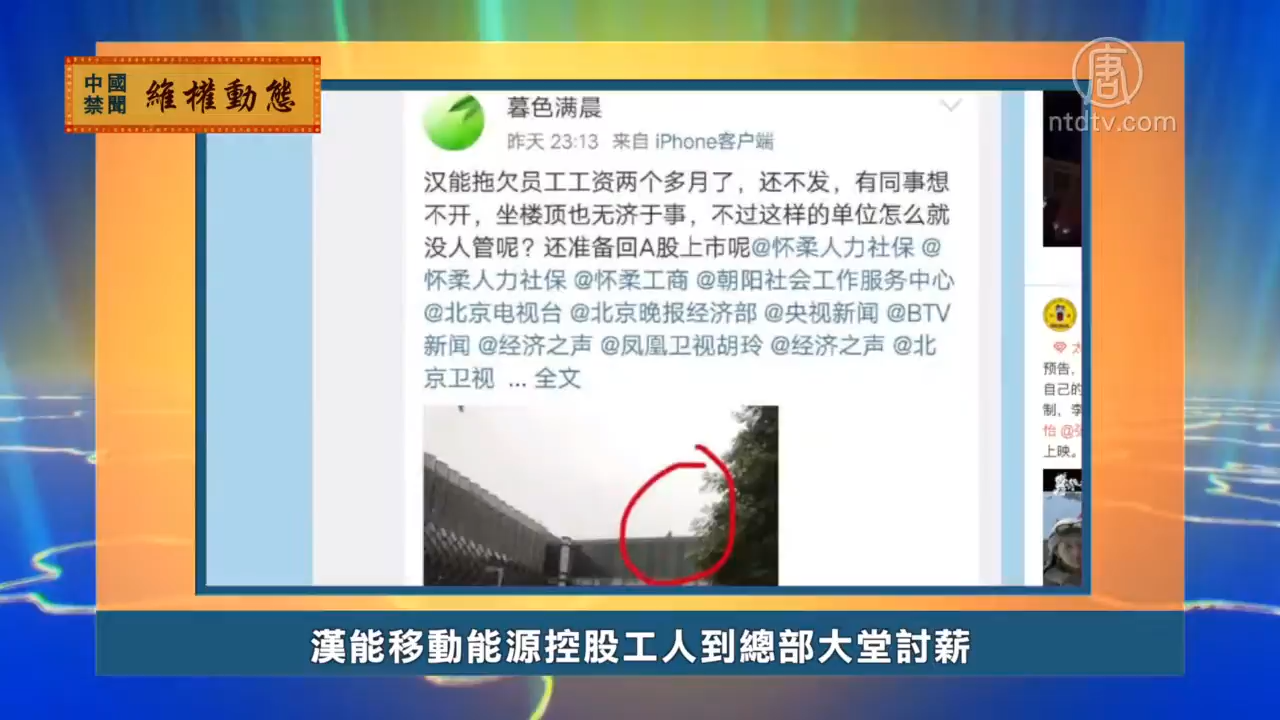 中國
禁聞
維權動態
唐
ntdtv.com
暮色满晨
昨天 23:13 来自 iPhone客户端
汉能拖欠员工工资两个多月了，还不发，有同事想
不开，坐楼顶也无济于事，不过这样的单位怎么就
没人管呢？还准备回A股上市呢@怀柔人力社保 @
怀柔人力社保 @怀柔工商 @朝阳社会工作服务中心
@北京电视台 @北京晚报经济部 @央视新闻 @BTV
新闻 @经济之声 @凤凰卫视胡玲 @经济之声 @北
京卫视 ... 全文
预告，
自己的
制，李
怡 @张
上映。
漢能移動能源控股工人到總部大堂討薪